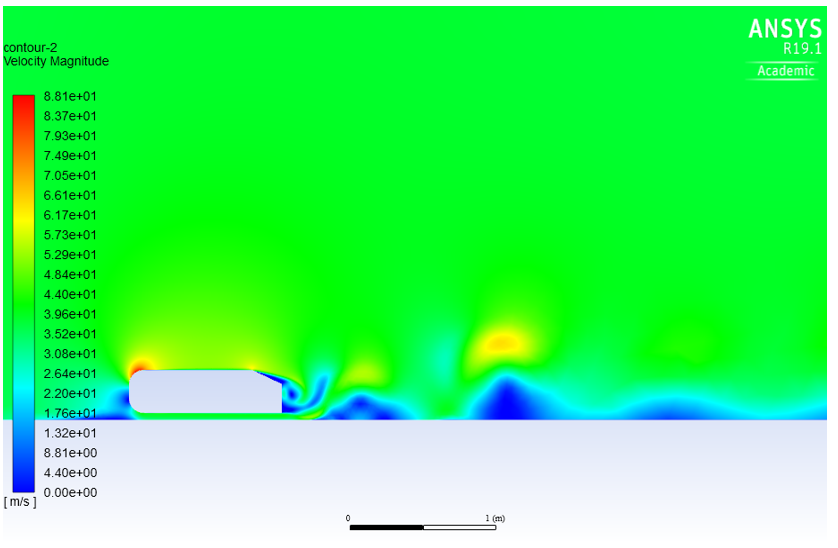 ANSYS
R19.1
Academic
contour-2
Velocity Magnitude
8.81e+01
8.37e+01
7.93e+01
7.49e+01
7.05e+01
6.61e+01
6.17e+01
5.73e+01
5.29e+01
4.84e+01
4.40e+01
3.96e+01
3.52e+01
3.08e+01
2.64e+01
2.20e+01
1.76e+01
1.32e+01
8.81e+00
4.40e+00
0.00e+00
[ m/s ]
0 1 (m)